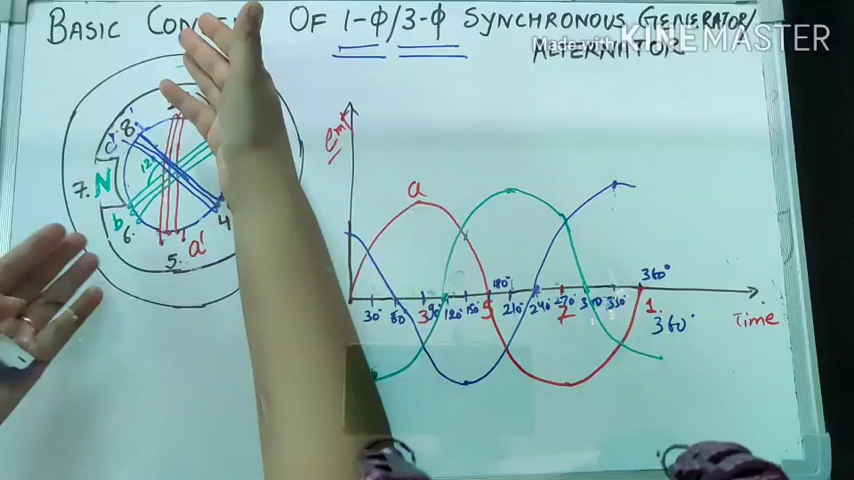 BASIC CON OF 1-Φ/3-Φ SYNCHRONOUS GENERATOR/
ALTERNATOR
Made with KINEMASTER
emf
a
8.
c'
7.
N
12
b
6.
4
a'
5.
180°
360°
30° 60° 3 90° 120° 150° 5 210° 240° 270° 330° 1.
7
360°
Time